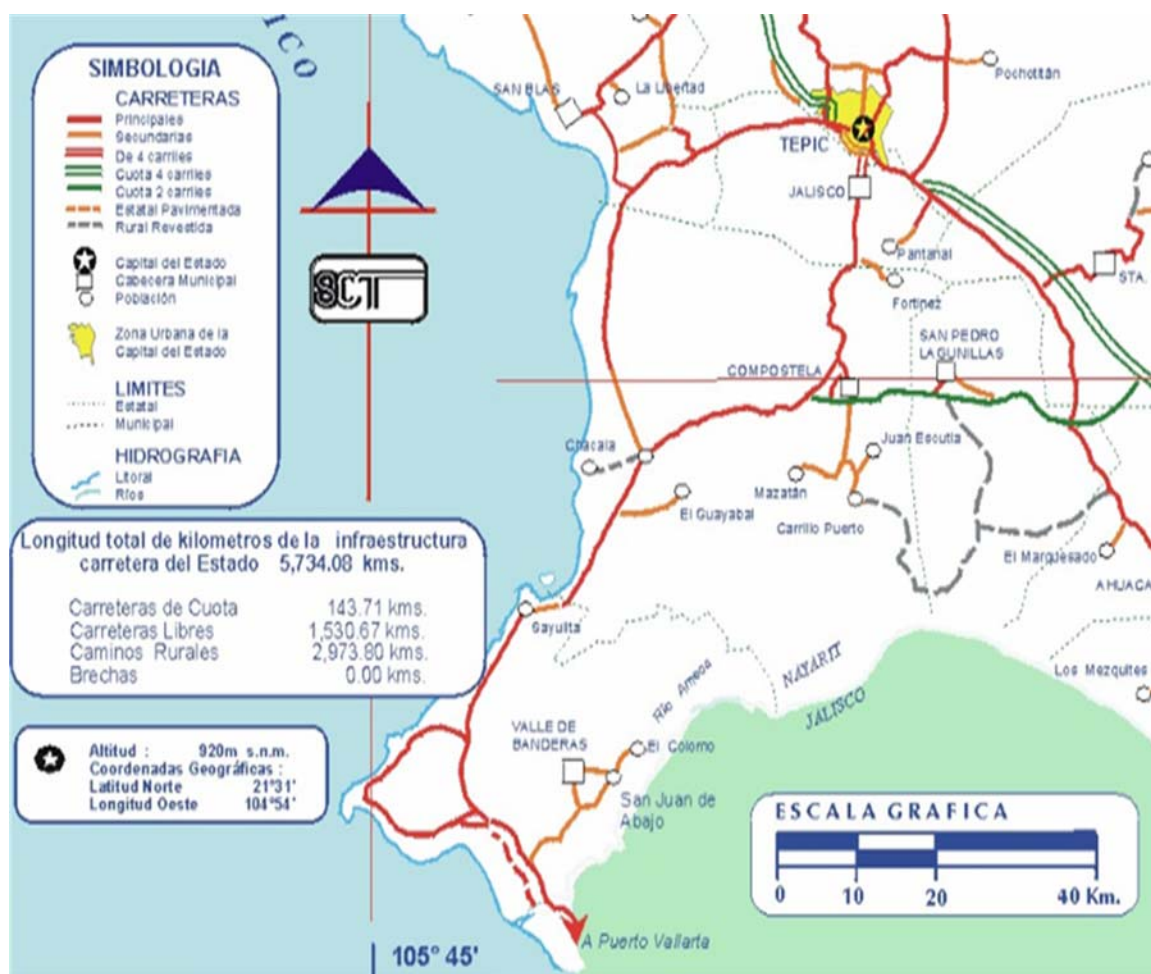 ICO
SIMBOLOGIA
CARRETERAS
Principales
Secundarias
De 4 carriles
Cuota 4 carriles
Cuota 2 carriles
Estatal Pavimentada
Rural Revestida
Capital del Estado
Cabecera Municipal
Población
Zona Urbana de la
Capital del Estado
LIMITES
Estatal
Municipal
HIDROGRAFIA
Litoral
Ríos
SCT
Longitud total de kilometros de la infraestructura
carretera del Estado 5,734.08 kms.
Carreteras de Cuota 143.71 kms.
Carreteras Libres 1,530.67 kms.
Caminos Rurales 2,973.80 kms.
Brechas 0.00 kms.
Altitud : 920m s.n.m.
Coordenadas Geográficas :
Latitud Norte 21°31'
Longitud Oeste 104°54'
SAN BLAS
La Libertad
Pochotitán
TEPIC
JALISCO
Pantanal
Fortinez
STA.
SAN PEDRO
LAGUNILLAS
COMPOSTELA
Chacala
Juan Escutia
Mazatán
El Guayabal
Carrillo Puerto
El Marquesado
AHUACA
Sayulta
Los Mezquites
Río Ameca
NAYARIT
JALISCO
VALLE DE
BANDERAS
El Colomo
San Juan de
Abajo
A Puerto Vallarta
105° 45'
ESCALA GRAFICA
0 10 20 40 Km.